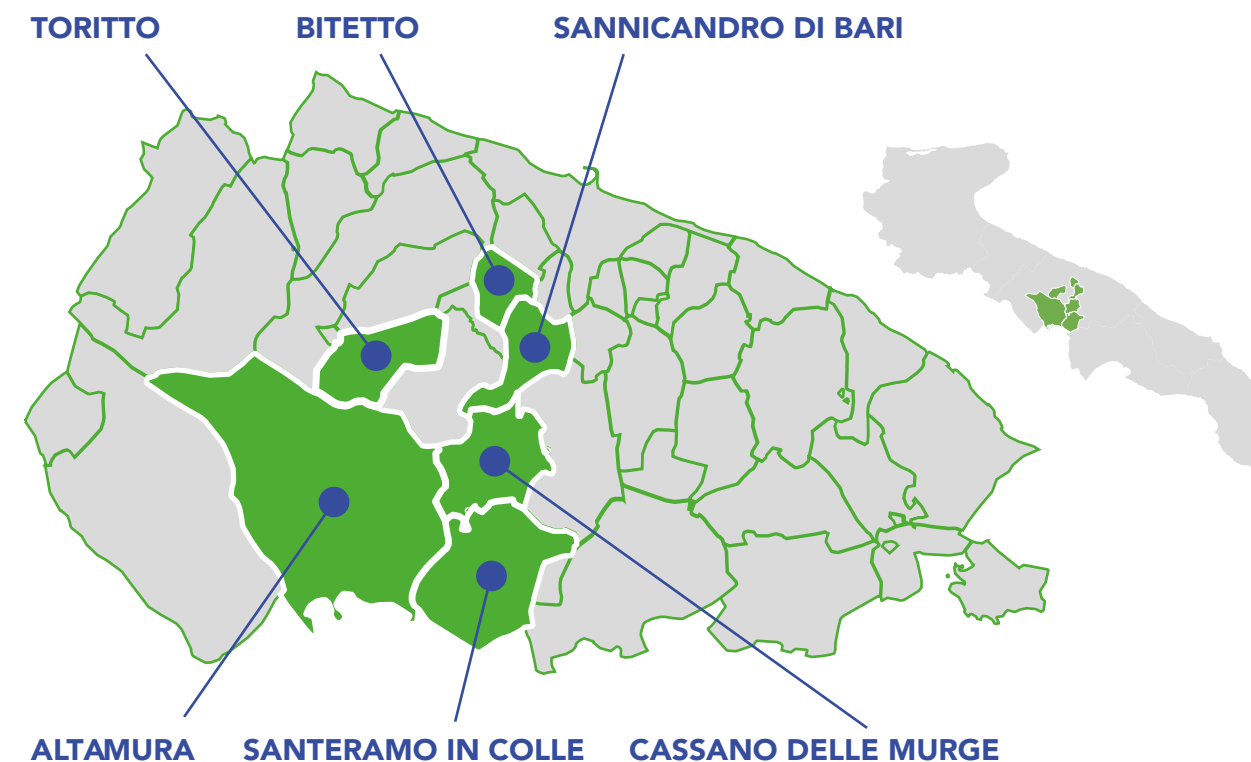 TORITTO
BITETTO
SANNICANDRO DI BARI
ALTAMURA
SANTERAMO IN COLLE
CASSANO DELLE MURGE